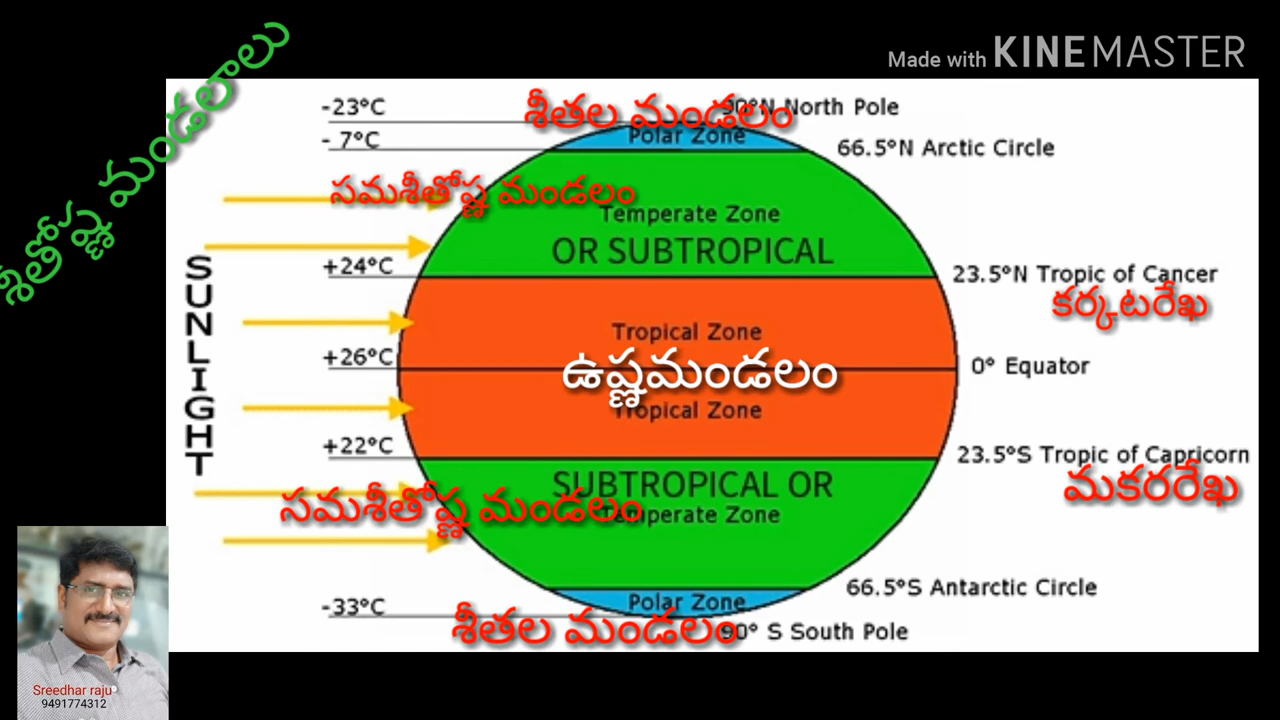 Made with KINEMASTER
శీతోష్ణ మండలాలు
-23°C
శీతల మండలం
90°N North Pole
Polar Zone
- 7°C
66.5°N Arctic Circle
సమశీతోష్ణ మండలం
Temperate Zone
OR SUBTROPICAL
+24°C
23.5°N Tropic of Cancer
కర్కటరేఖ
SUNLIGHT
Tropical Zone
+26°C
ఉష్ణమండలం
0° Equator
Tropical Zone
+22°C
23.5°S Tropic of Capricorn
మకరరేఖ
SUBTROPICAL OR
సమశీతోష్ణ మండలం
Temperate Zone
66.5°S Antarctic Circle
-33°C
Polar Zone
శీతల మండలం
90° S South Pole
Sreedhar raju
9491774312